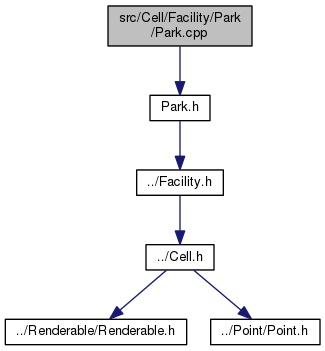 src/Cell/Facility/Park
/Park.cpp
Park.h
../Facility.h
../Cell.h
../Renderable/Renderable.h
../Point/Point.h